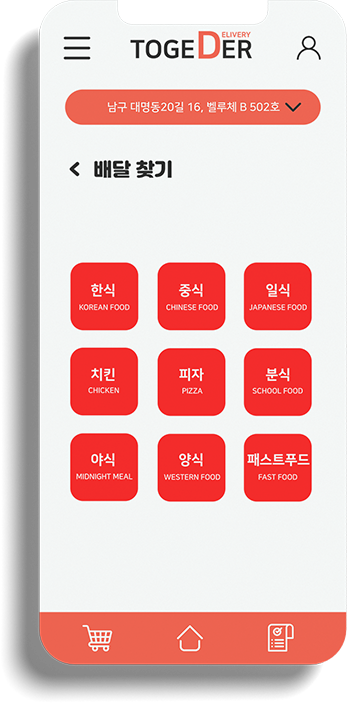 TOGEDER
ELIVERY
남구 대명동20길 16, 벨루체 B 502호
배달 찾기
한식
KOREAN FOOD
중식
CHINESE FOOD
일식
JAPANESE FOOD
치킨
CHICKEN
피자
PIZZA
분식
SCHOOL FOOD
야식
MIDNIGHT MEAL
양식
WESTERN FOOD
패스트푸드
FAST FOOD